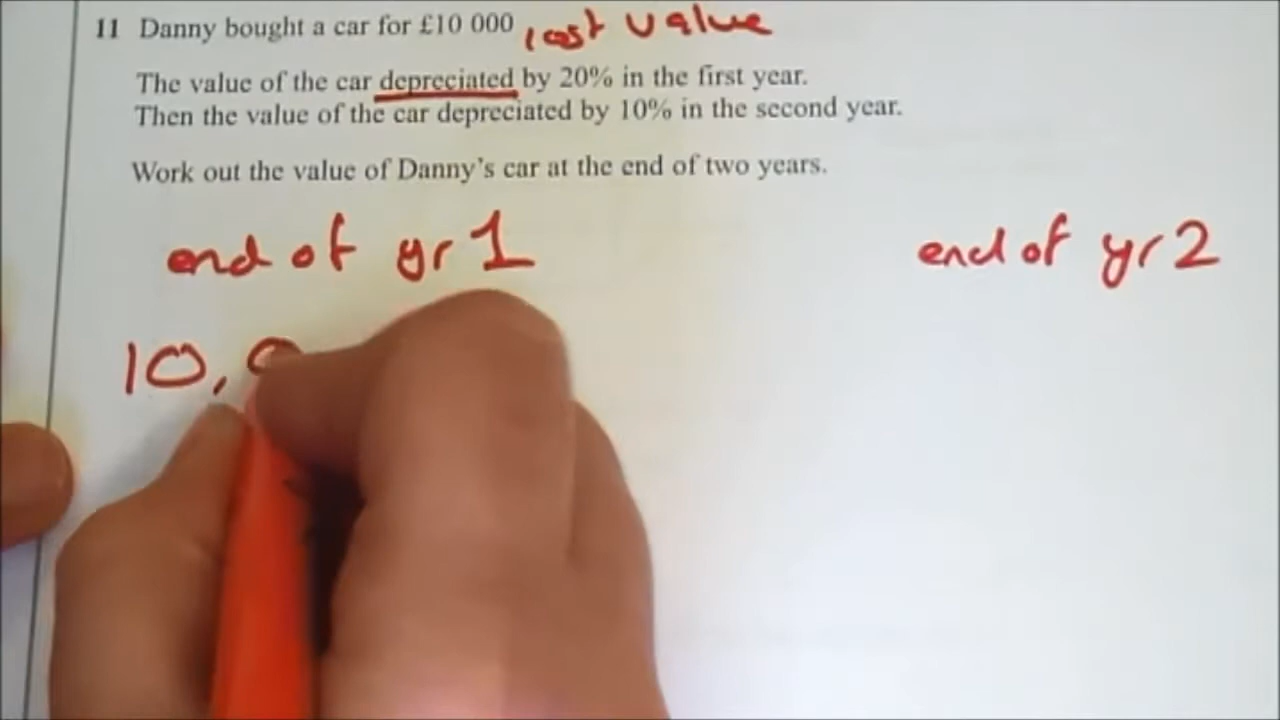 11 Danny bought a car for £10 000 lost value
The value of the car depreciated by 20% in the first year.
Then the value of the car depreciated by 10% in the second year.
Work out the value of Danny's car at the end of two years.
end of yr 1 end of yr 2
10,0